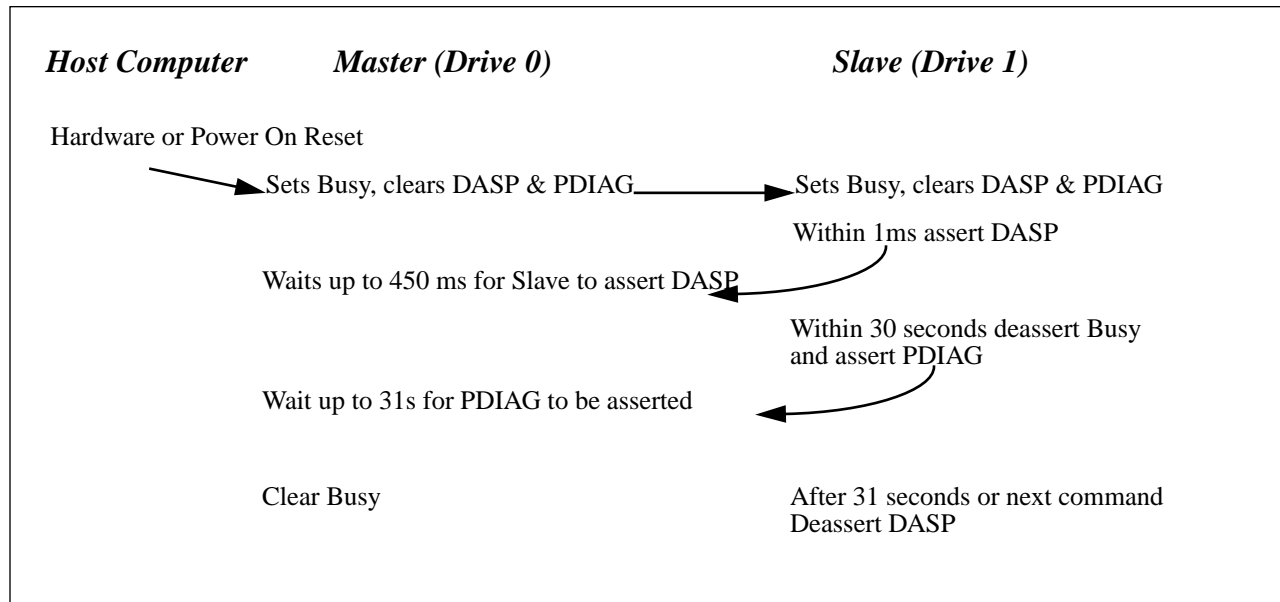 Host Computer Master (Drive 0) Slave (Drive 1)
Hardware or Power On Reset
Sets Busy, clears DASP & PDIAG Sets Busy, clears DASP & PDIAG
Within 1ms assert DASP
Waits up to 450 ms for Slave to assert DASP
Within 30 seconds deassert Busy
and assert PDIAG
Wait up to 31s for PDIAG to be asserted
Clear Busy After 31 seconds or next command
Deassert DASP